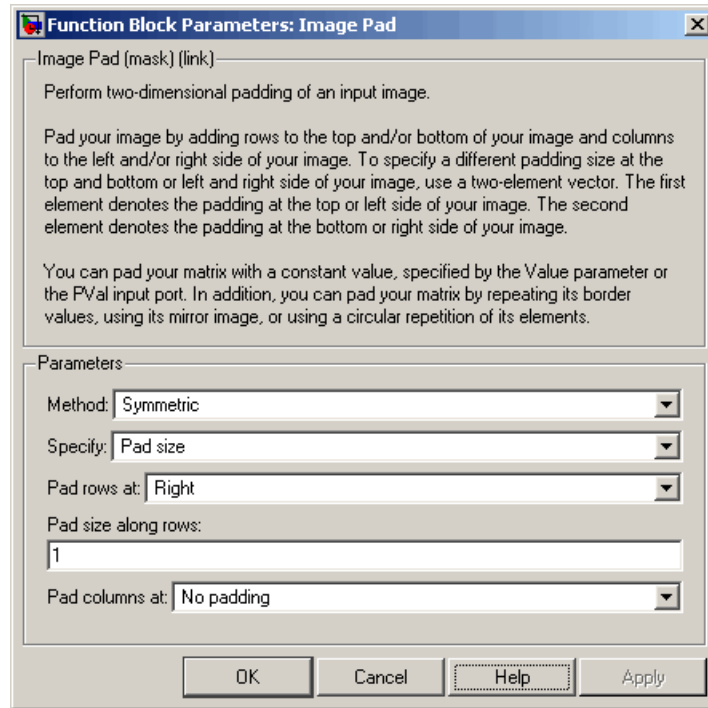 Function Block Parameters: Image Pad
Image Pad (mask) (link)
Perform two-dimensional padding of an input image.
Pad your image by adding rows to the top and/or bottom of your image and columns
to the left and/or right side of your image. To specify a different padding size at the
top and bottom or left and right side of your image, use a two-element vector. The first
element denotes the padding at the top or left side of your image. The second
element denotes the padding at the bottom or right side of your image.
You can pad your matrix with a constant value, specified by the Value parameter or
the PVal input port. In addition, you can pad your matrix by repeating its border
values, using its mirror image, or using a circular repetition of its elements.
Parameters
Method: Symmetric
Specify: Pad size
Pad rows at: Right
Pad size along rows:
1
Pad columns at: No padding
OK Cancel Help Apply